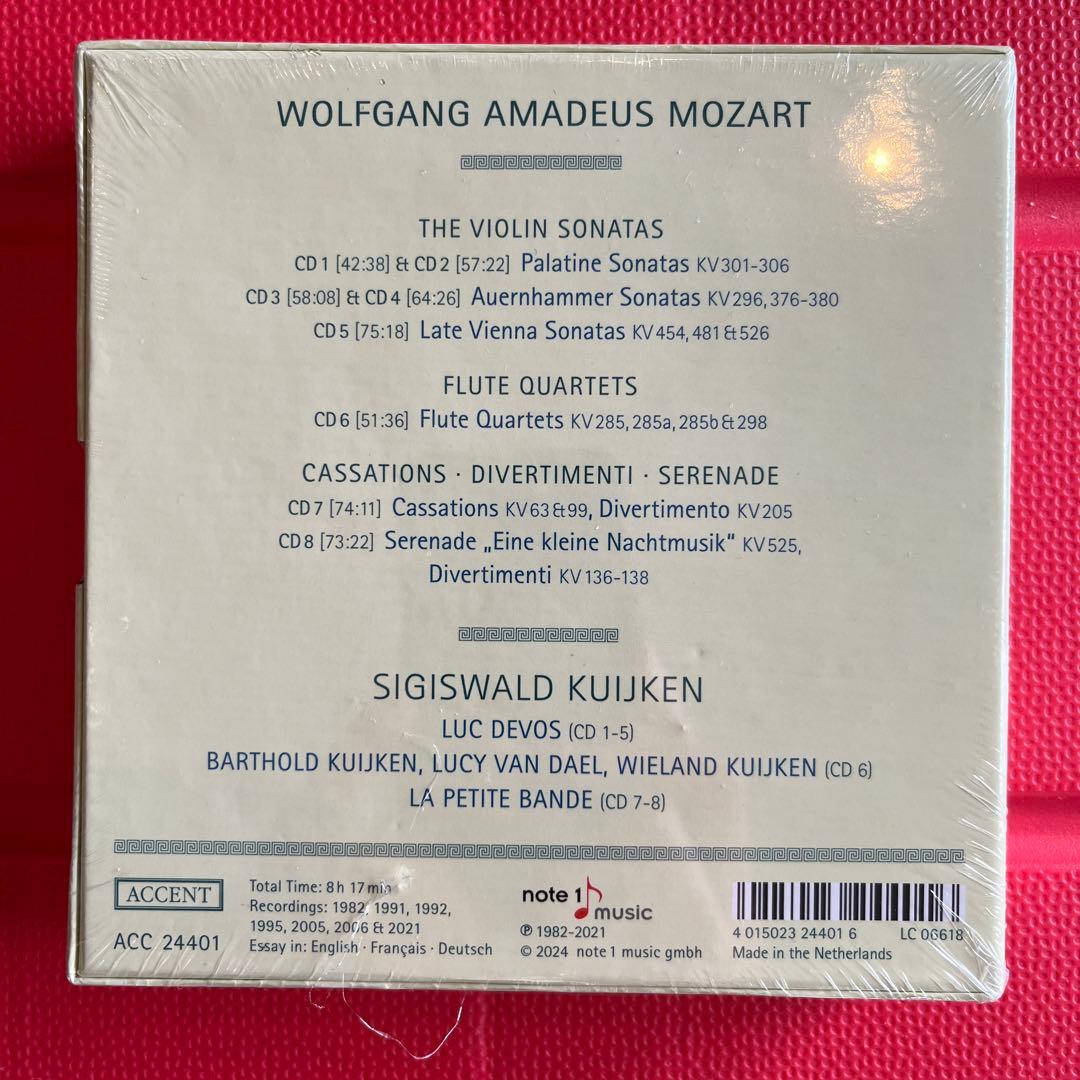 WOLFGANG AMADEUS MOZART
THE VIOLIN SONATAS
CD 1 [42:38] & CD 2 [57:22] Palatine Sonatas KV 301-306
CD 3 [58:08] & CD 4 [64:26] Auernhammer Sonatas KV 296, 376-380
CD 5 [75:18] Late Vienna Sonatas KV 454, 481 & 526
FLUTE QUARTETS
CD 6 [51:36] Flute Quartets KV 285, 285a, 285b & 298
CASSATIONS · DIVERTIMENTI · SERENADE
CD 7 [74:11] Cassations KV 63 & 99, Divertimento KV 205
CD 8 [73:22] Serenade „Eine kleine Nachtmusik“ KV 525,
Divertimenti KV 136-138
SIGISWALD KUIJKEN
LUC DEVOS (CD 1-5)
BARTHOLD KUIJKEN, LUCY VAN DAEL, WIELAND KUIJKEN (CD 6)
LA PETITE BANDE (CD 7-8)
ACCENT
ACC 24401
Total Time: 8 h 17 min
Recordings: 1982, 1991, 1992,
1995, 2005, 2006 & 2021
Essay in: English · Français · Deutsch
note 1 music
℗ 1982-2021
© 2024 note 1 music gmbh
4 015023 24401 6 LC 06618
Made in the Netherlands